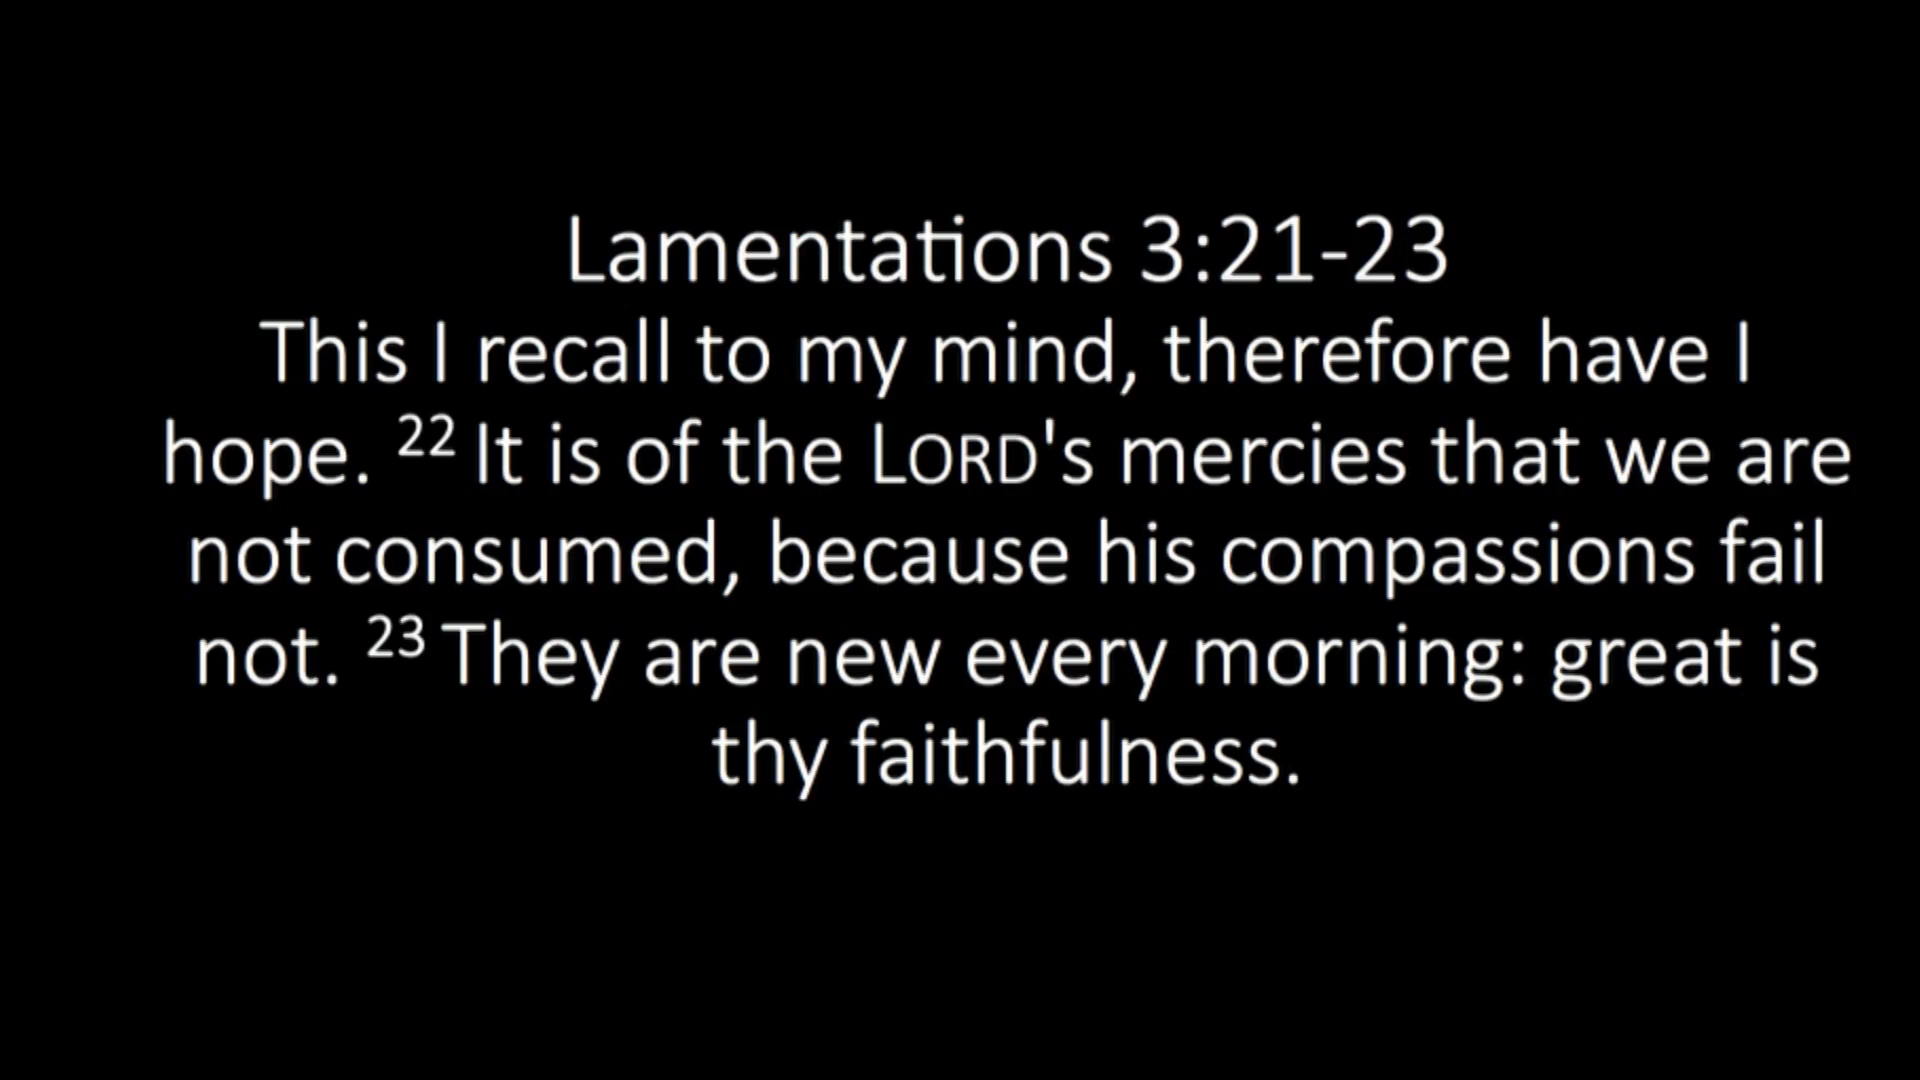 Lamentations 3:21-23
This I recall to my mind, therefore have I
hope. 22 It is of the LORD's mercies that we are
not consumed, because his compassions fail
not. 23 They are new every morning: great is
thy faithfulness.